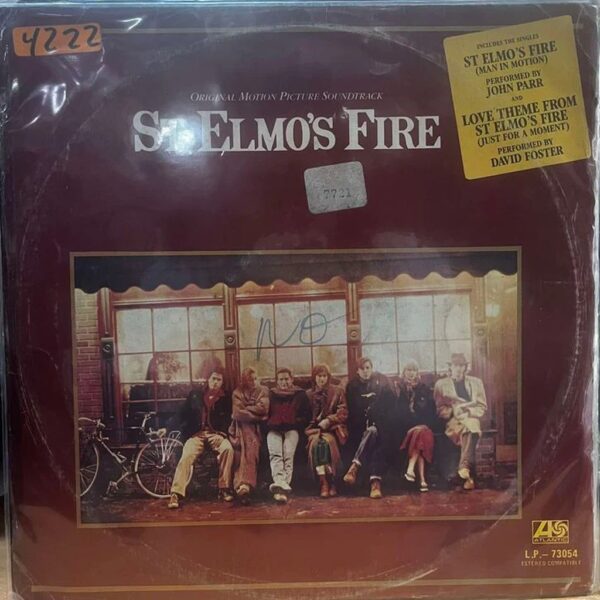 4222
ORIGINAL MOTION PICTURE SOUNDTRACK
ST ELMO'S FIRE
INCLUDES THE SINGLES
ST ELMO'S FIRE
(MAN IN MOTION)
PERFORMED BY
JOHN PARR
AND
LOVE THEME FROM
ST ELMO'S FIRE
(JUST FOR A MOMENT)
PERFORMED BY
DAVID FOSTER
7721
NO
ATLANTIC
L.P.- 73054
ESTEREO COMPATIBLE